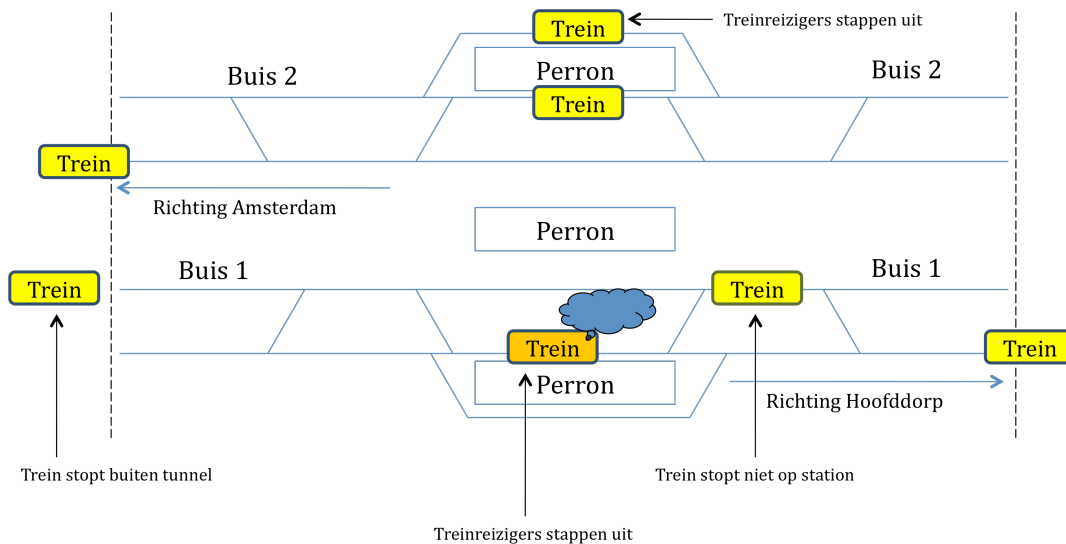 Trein
Treinreizigers stappen uit
Perron
Buis 2
Buis 2
Trein
Trein
Richting Amsterdam
Perron
Buis 1
Buis 1
Trein
Trein
Trein
Trein
Perron
Richting Hoofddorp
Trein stopt buiten tunnel
Trein stopt niet op station
Treinreizigers stappen uit